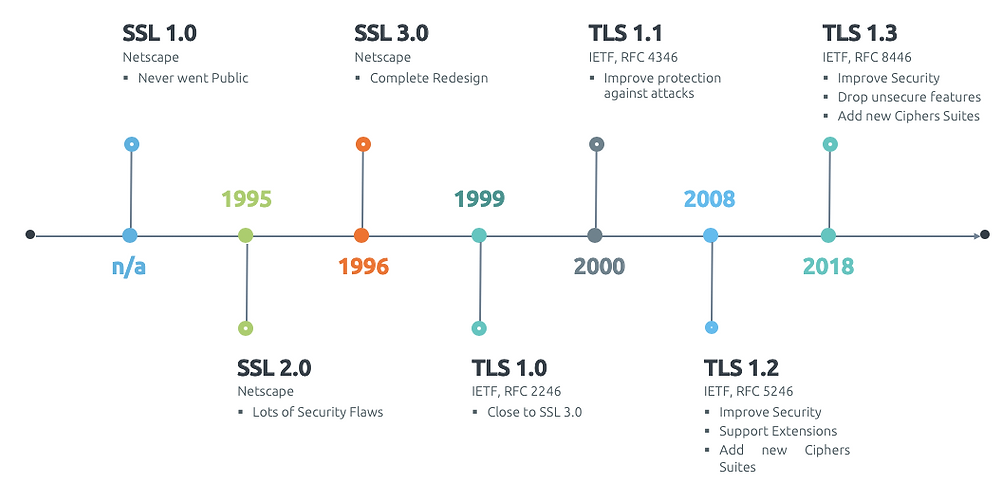 SSL 1.0
Netscape
▪ Never went Public
SSL 3.0
Netscape
▪ Complete Redesign
TLS 1.1
IETF, RFC 4346
▪ Improve protection
against attacks
TLS 1.3
IETF, RFC 8446
▪ Improve Security
▪ Drop unsecure features
▪ Add new Ciphers Suites
n/a
1995
1996
1999
2000
2008
2018
SSL 2.0
Netscape
▪ Lots of Security Flaws
TLS 1.0
IETF, RFC 2246
▪ Close to SSL 3.0
TLS 1.2
IETF, RFC 5246
▪ Improve Security
▪ Support Extensions
▪ Add new Ciphers
Suites